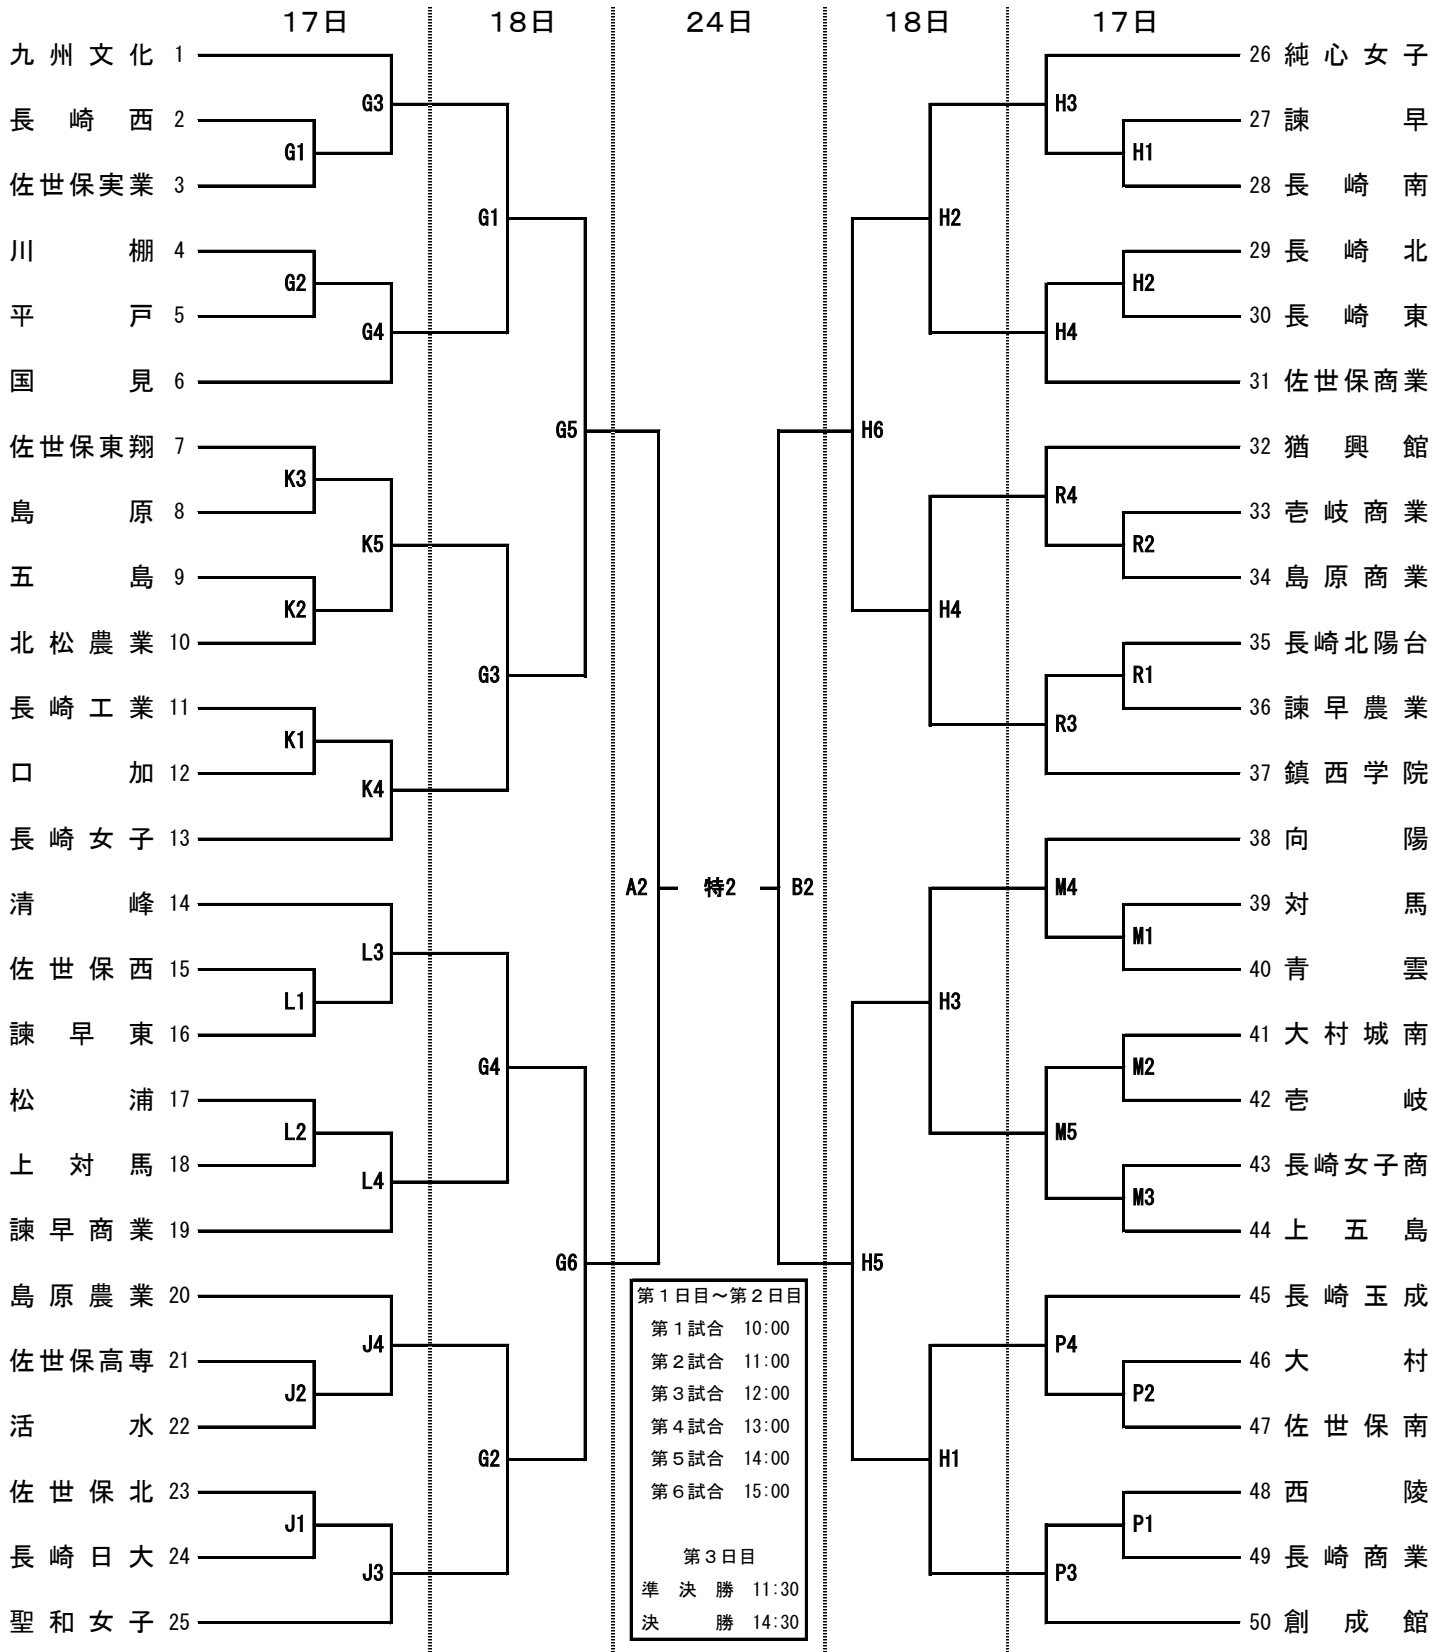 17日 18日 24日 18日 17日
九州文化 1
G3
長崎西 2
G1
佐世保実業 3
G1
川棚 4
G2
平戸 5
G4
国見 6
G5
佐世保東翔 7
K3
島原 8
K5
五島 9
K2
北松農業 10
G3
長崎工業 11
K1
口加 12
K4
長崎女子 13
A2 特2 B2
清峰 14
L3
佐世保西 15
L1
諫早東 16
G4
松浦 17
L2
上対馬 18
L4
諫早商業 19
G6
島原農業 20
J4
佐世保高専 21
J2
活水 22
G2
佐世保北 23
J1
長崎日大 24
J3
聖和女子 25
26 純心女子
H3
27 諫早
H1
28 長崎南
H2
29 長崎北
H2
30 長崎東
H4
31 佐世保商業
H6
32 猶興館
R4
33 壱岐商業
R2
34 島原商業
H4
35 長崎北陽台
R1
36 諫早農業
R3
37 鎮西学院
38 向陽
M4
39 対馬
M1
40 青雲
H3
41 大村城南
M2
42 壱岐
M5
43 長崎女子商
M3
44 上五島
H5
45 長崎玉成
P4
46 大村
P2
47 佐世保南
H1
48 西陵
P1
49 長崎商業
P3
50 創成館
第1日目～第2日目
第1試合 10:00
第2試合 11:00
第3試合 12:00
第4試合 13:00
第5試合 14:00
第6試合 15:00
第3日目
準決勝 11:30
決勝 14:30